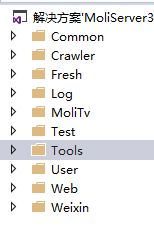 解决方案'MoliServer3
Common
Crawler
Fresh
Log
MoliTv
Test
Tools
User
Web
Weixin